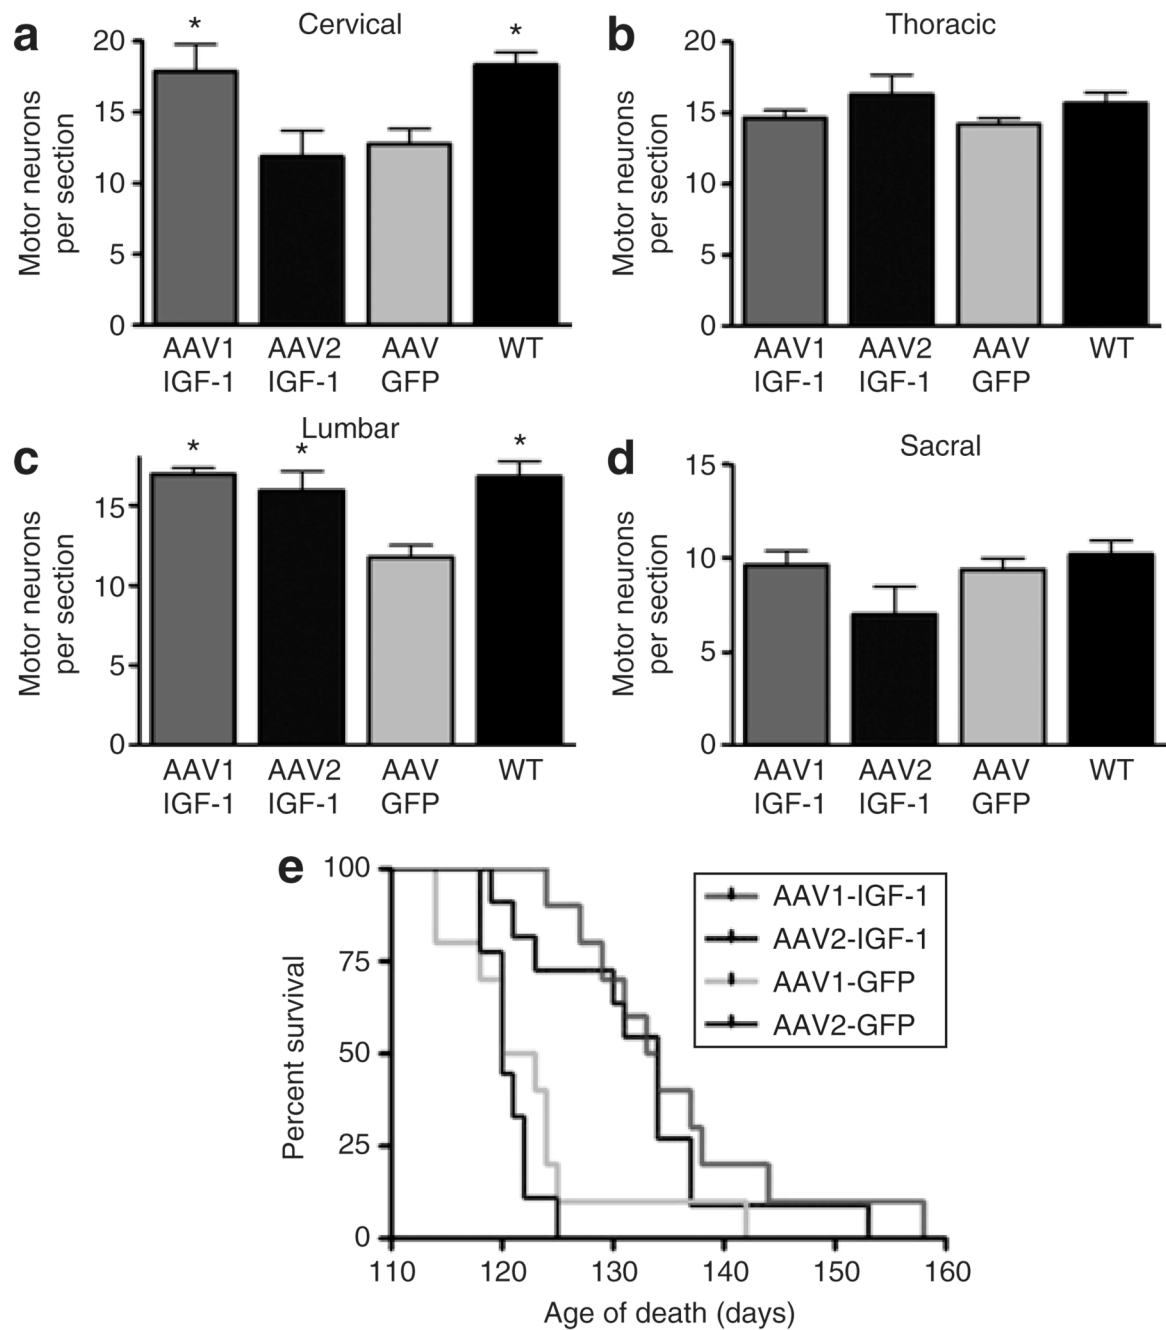 a
Cervical
*
*
20
15
10
5
0
Motor neurons
per section
AAV1 AAV2 AAV WT
IGF-1 IGF-1 GFP
b
Thoracic
20
15
10
5
0
Motor neurons
per section
AAV1 AAV2 AAV WT
IGF-1 IGF-1 GFP
c
Lumbar
*
*
*
15
10
5
0
Motor neurons
per section
AAV1 AAV2 AAV WT
IGF-1 IGF-1 GFP
d
Sacral
15
10
5
0
Motor neurons
per section
AAV1 AAV2 AAV WT
IGF-1 IGF-1 GFP
e
100
75
50
25
0
Percent survival
AAV1-IGF-1
AAV2-IGF-1
AAV1-GFP
AAV2-GFP
110 120 130 140 150 160
Age of death (days)